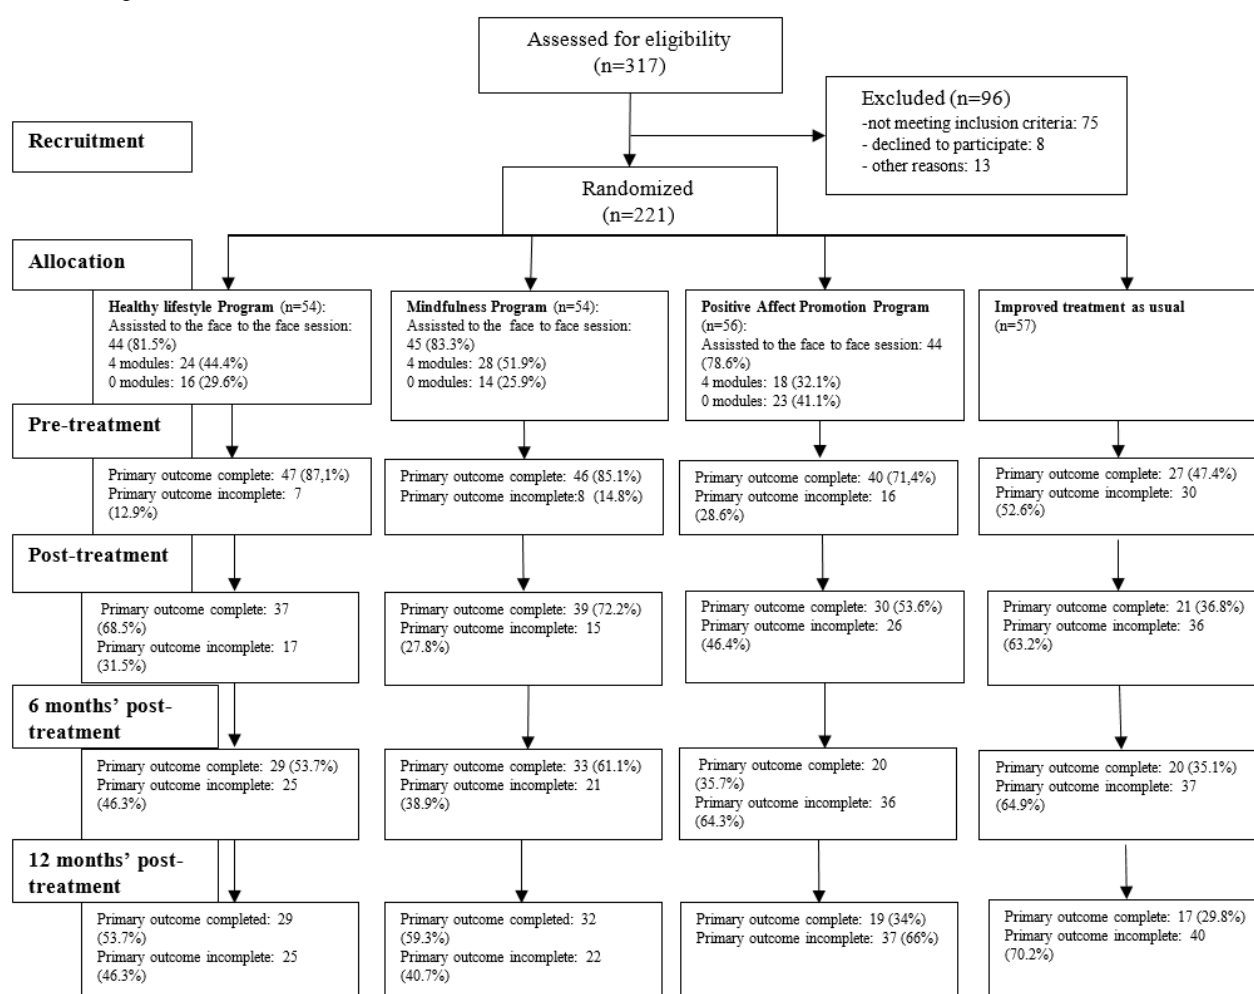 Assessed for eligibility
(n=317)
Excluded (n=96)
-not meeting inclusion criteria: 75
- declined to participate: 8
- other reasons: 13
Recruitment
Randomized
(n=221)
Allocation
Healthy lifestyle Program (n=54):
Assissted to the face to the face session:
44 (81.5%)
4 modules: 24 (44.4%)
0 modules: 16 (29.6%)
Mindfulness Program (n=54):
Assissted to the face to face session:
45 (83.3%)
4 modules: 28 (51.9%)
0 modules: 14 (25.9%)
Positive Affect Promotion Program
(n=56):
Assissted to the face to face session: 44
(78.6%)
4 modules: 18 (32.1%)
0 modules: 23 (41.1%)
Improved treatment as usual
(n=57)
Pre-treatment
Primary outcome complete: 47 (87,1%)
Primary outcome incomplete: 7
(12.9%)
Primary outcome complete: 46 (85.1%)
Primary outcome incomplete:8 (14.8%)
Primary outcome complete: 40 (71,4%)
Primary outcome incomplete: 16
(28.6%)
Primary outcome complete: 27 (47.4%)
Primary outcome incomplete: 30
(52.6%)
Post-treatment
Primary outcome complete: 37
(68.5%)
Primary outcome incomplete: 17
(31.5%)
Primary outcome complete: 39 (72.2%)
Primary outcome incomplete: 15
(27.8%)
Primary outcome complete: 30 (53.6%)
Primary outcome incomplete: 26
(46.4%)
Primary outcome complete: 21 (36.8%)
Primary outcome incomplete: 36
(63.2%)
6 months’ post-
treatment
Primary outcome complete: 29 (53.7%)
Primary outcome incomplete: 25
(46.3%)
Primary outcome complete: 33 (61.1%)
Primary outcome incomplete: 21
(38.9%)
Primary outcome complete: 20
(35.7%)
Primary outcome incomplete: 36
(64.3%)
Primary outcome complete: 20 (35.1%)
Primary outcome incomplete: 37
(64.9%)
12 months’ post-
treatment
Primary outcome completed: 29
(53.7%)
Primary outcome incomplete: 25
(46.3%)
Primary outcome completed: 32
(59.3%)
Primary outcome incomplete: 22
(40.7%)
Primary outcome complete: 19 (34%)
Primary outcome incomplete: 37 (66%)
Primary outcome complete: 17 (29.8%)
Primary outcome incomplete: 40
(70.2%)